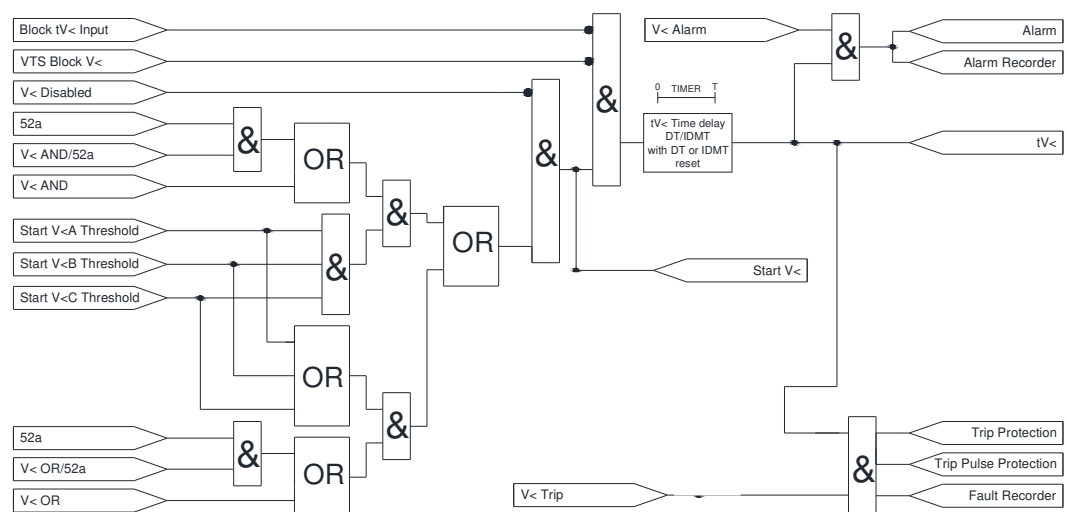 Block tV< Input
VTS Block V<
V< Disabled
52a
V< AND/52a
V< AND
Start V<A Threshold
Start V<B Threshold
Start V<C Threshold
52a
V< OR/52a
V< OR
&
OR
&
&
OR
OR
&
&
OR
&
&
0 TIMER T
tV< Time delay
DT/IDMT
with DT or IDMT
reset
V< Alarm
&
Alarm
Alarm Recorder
tV<
Start V<
V< Trip
&
Trip Protection
Trip Pulse Protection
Fault Recorder